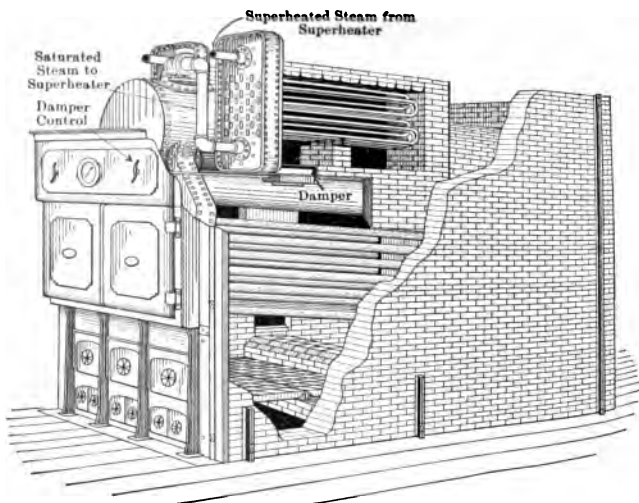 Superheated Steam from
Superheater
Saturated
Steam to
Superheater
Damper
Control
Damper